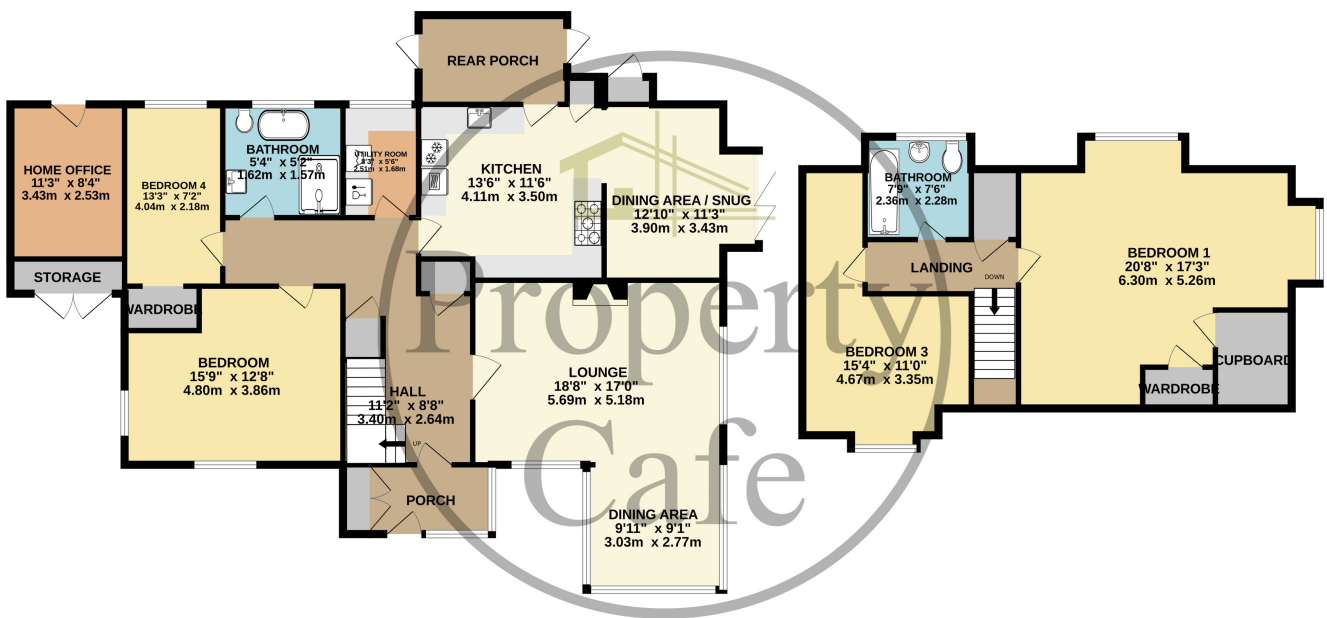 REAR PORCH
HOME OFFICE
11'3" x 8'4"
3.43m x 2.53m
BEDROOM 4
13'3" x 7'2"
4.04m x 2.18m
BATHROOM
5'4" x 5'2"
1.62m x 1.57m
UTILITY ROOM
8'3" x 5'6"
2.51m x 1.68m
KITCHEN
13'6" x 11'6"
4.11m x 3.50m
DINING AREA / SNUG
12'10" x 11'3"
3.90m x 3.43m
STORAGE
WARDROBE
BEDROOM
15'9" x 12'8"
4.80m x 3.86m
HALL
11'2" x 8'8"
3.40m x 2.64m
UP
LOUNGE
18'8" x 17'0"
5.69m x 5.18m
PORCH
DINING AREA
9'11" x 9'1"
3.03m x 2.77m
BATHROOM
7'9" x 7'6"
2.36m x 2.28m
LANDING
DOWN
BEDROOM 1
20'8" x 17'3"
6.30m x 5.26m
BEDROOM 3
15'4" x 11'0"
4.67m x 3.35m
CUPBOARD
WARDROBE
Property
Cafe